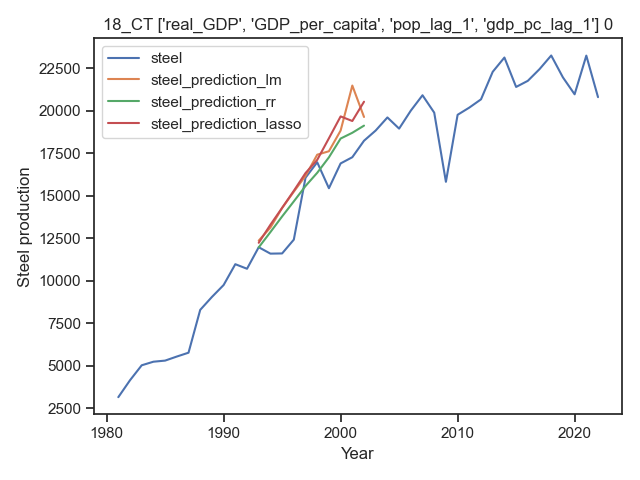 18_CT ['real_GDP', 'GDP_per_capita', 'pop_lag_1', 'gdp_pc_lag_1'] 0
steel
steel_prediction_lm
steel_prediction_rr
steel_prediction_lasso
Steel production
22500
20000
17500
15000
12500
10000
7500
5000
2500
1980
1990
2000
2010
2020
Year